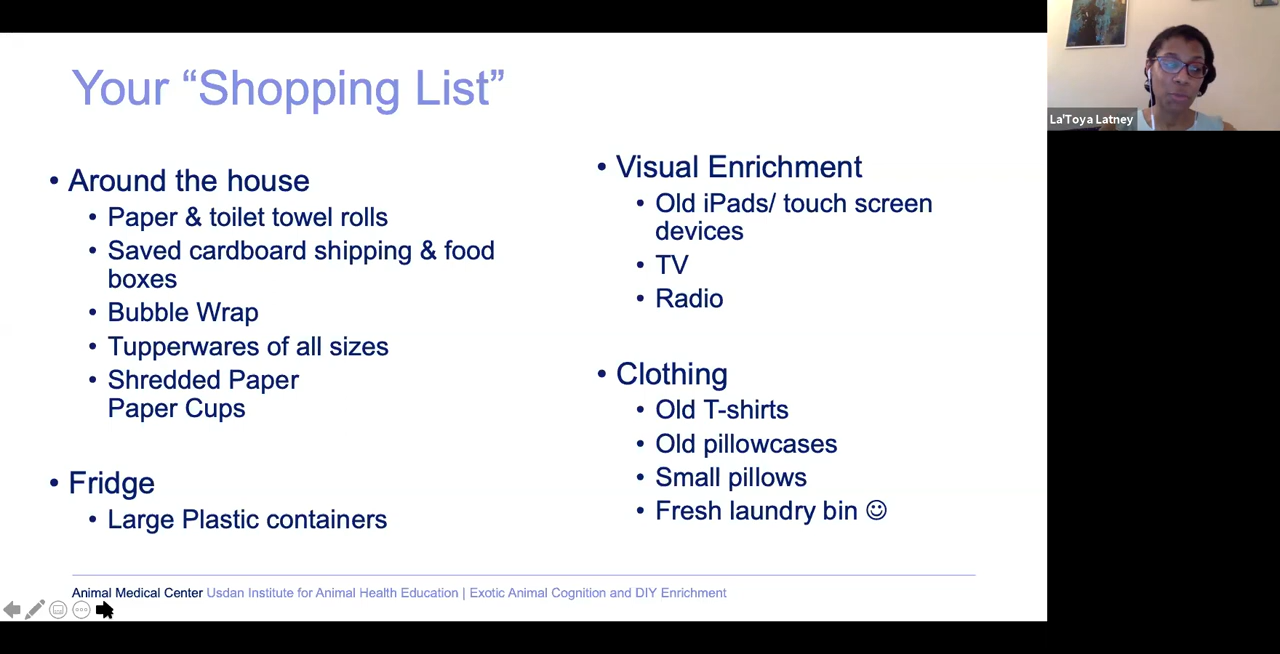 Your “Shopping List”
• Around the house
• Paper & toilet towel rolls
• Saved cardboard shipping & food
boxes
• Bubble Wrap
• Tupperwares of all sizes
• Shredded Paper
Paper Cups
• Fridge
• Large Plastic containers
• Visual Enrichment
• Old iPads/ touch screen
devices
• TV
• Radio
• Clothing
• Old T-shirts
• Old pillowcases
• Small pillows
• Fresh laundry bin ☺
Animal Medical Center Usdan Institute for Animal Health Education | Exotic Animal Cognition and DIY Enrichment
La'Toya Latney